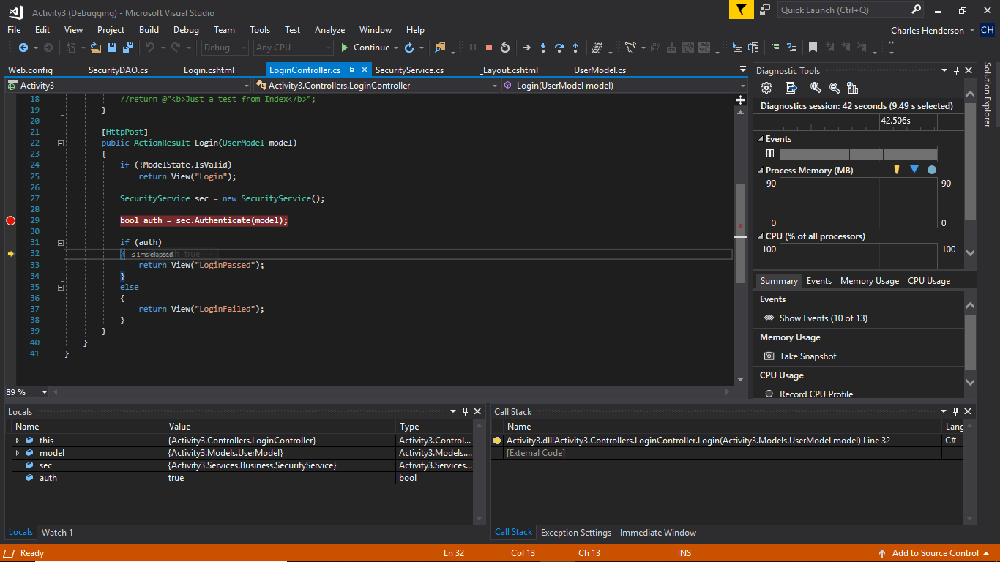 Activity3 (Debugging) - Microsoft Visual Studio
Quick Launch (Ctrl+Q)
File Edit View Project Build Debug Team Tools Test Analyze Window Help
Charles Henderson CH
Debug Any CPU Continue
Web.config SecurityDAO.cs Login.cshtml LoginController.cs SecurityService.cs _Layout.cshtml UserModel.cs
Activity3 Activity3.Controllers.LoginController Login(UserModel model)
18 //return @"<b>Just a test from Index</b>";
19 }
20
21 [HttpPost]
22 public ActionResult Login(UserModel model)
23 {
24 if (!ModelState.IsValid)
25 return View("Login");
26
27 SecurityService sec = new SecurityService();
28
29 bool auth = sec.Authenticate(model);
30
31 if (auth)
32 { ≤ 1ms elapsed true
33 return View("LoginPassed");
34 }
35 else
36 {
37 return View("LoginFailed");
38 }
39 }
40 }
41 }
89 %
Diagnostic Tools
Diagnostics session: 42 seconds (9.49 s selected)
42.506s
Events
Process Memory (MB)
90 90
0 0
CPU (% of all processors)
100 100
Summary Events Memory Usage CPU Usage
Events
Show Events (10 of 13)
Memory Usage
Take Snapshot
CPU Usage
Record CPU Profile
Solution Explorer
Locals
Name Value Type
this {Activity3.Controllers.LoginController} Activity3.Control...
model {Activity3.Models.UserModel} Activity3.Models....
sec {Activity3.Services.Business.SecurityService} Activity3.Services...
auth true bool
Locals Watch 1
Call Stack
Name Lang
Activity3.dll!Activity3.Controllers.LoginController.Login(Activity3.Models.UserModel model) Line 32 C#
[External Code]
Call Stack Exception Settings Immediate Window
Ready Ln 32 Col 13 Ch 13 INS Add to Source Control